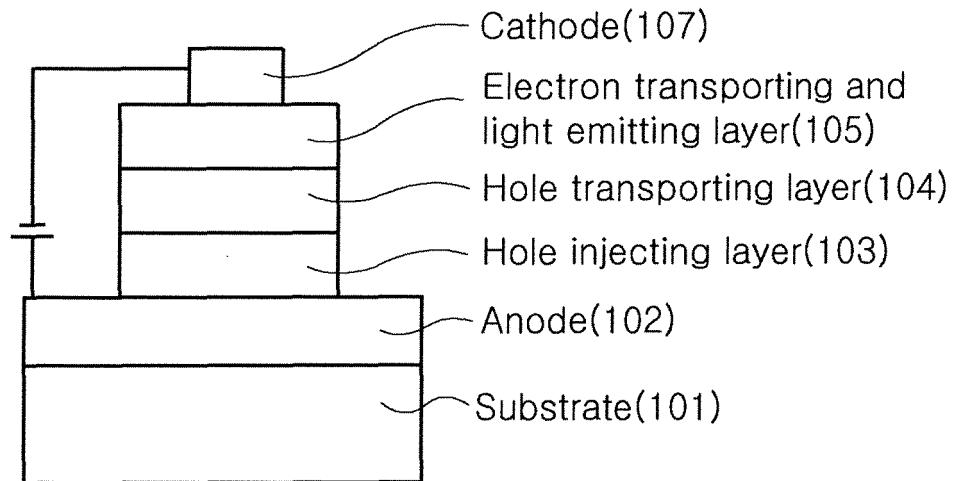 Cathode(107)
Electron transporting and
light emitting layer(105)
Hole transporting layer(104)
Hole injecting layer(103)
Anode(102)
Substrate(101)